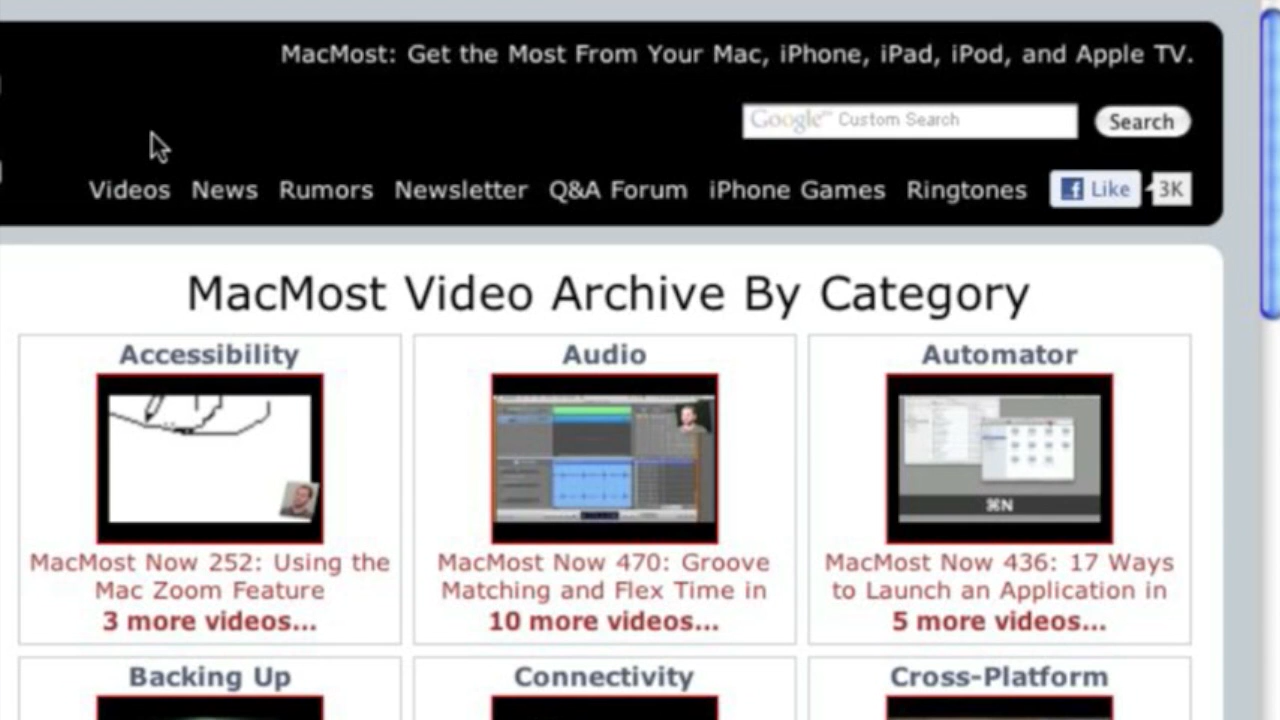 MacMost: Get the Most From Your Mac, iPhone, iPad, iPod, and Apple TV.
Google™ Custom Search Search
Videos News Rumors Newsletter Q&A Forum iPhone Games Ringtones Like 3K
MacMost Video Archive By Category
Accessibility Audio Automator
⌘N
MacMost Now 252: Using the MacMost Now 470: Groove MacMost Now 436: 17 Ways
Mac Zoom Feature Matching and Flex Time in to Launch an Application in
3 more videos... 10 more videos... 5 more videos...
Backing Up Connectivity Cross-Platform